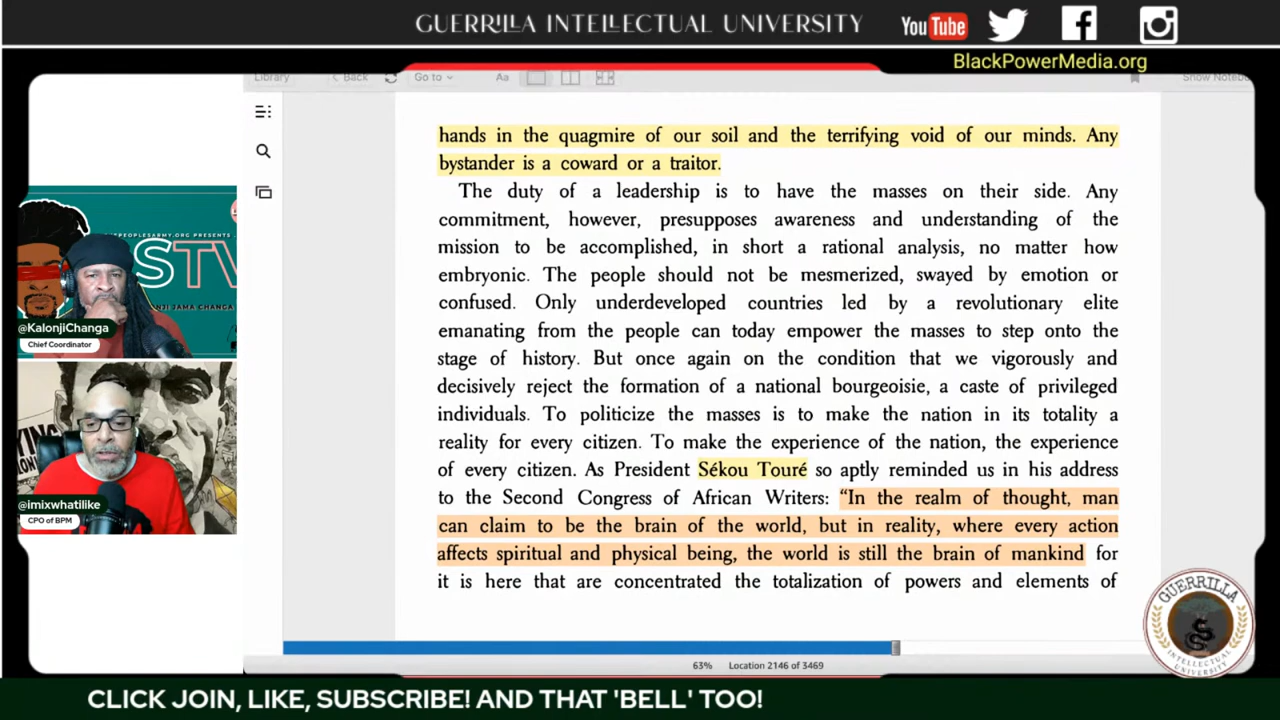 GUERRILLA INTELLECTUAL UNIVERSITY
YouTube
BlackPowerMedia.org
Library
Back
Go to
Aa
hands in the quagmire of our soil and the terrifying void of our minds. Any
bystander is a coward or a traitor.
The duty of a leadership is to have the masses on their side. Any
commitment, however, presupposes awareness and understanding of the
mission to be accomplished, in short a rational analysis, no matter how
embryonic. The people should not be mesmerized, swayed by emotion or
confused. Only underdeveloped countries led by a revolutionary elite
emanating from the people can today empower the masses to step onto the
stage of history. But once again on the condition that we vigorously and
decisively reject the formation of a national bourgeoisie, a caste of privileged
individuals. To politicize the masses is to make the nation in its totality a
reality for every citizen. To make the experience of the nation, the experience
of every citizen. As President Sékou Touré so aptly reminded us in his address
to the Second Congress of African Writers: “In the realm of thought, man
can claim to be the brain of the world, but in reality, where every action
affects spiritual and physical being, the world is still the brain of mankind for
it is here that are concentrated the totalization of powers and elements of
63% Location 2146 of 3469
STV
@KalonjiChanga
Chief Coordinator
@imixwhatilike
CPO of BPM
GUERRILLA
INTELLECTUAL
UNIVERSITY
CLICK JOIN, LIKE, SUBSCRIBE! AND THAT 'BELL' TOO!